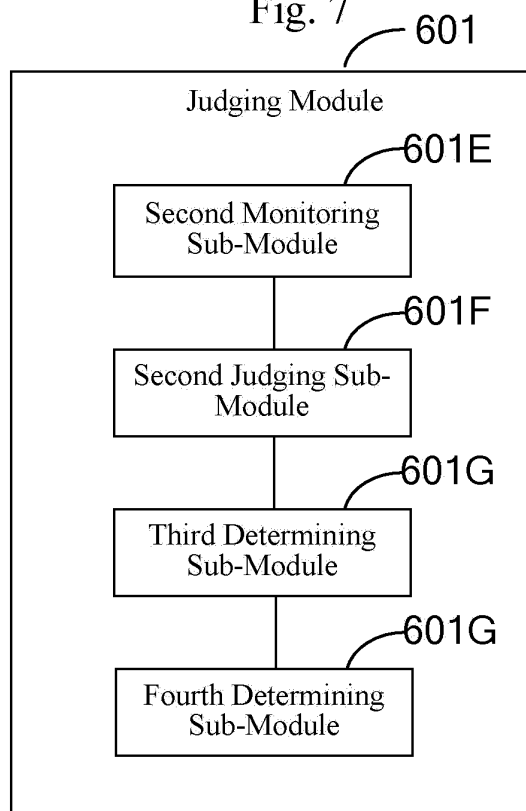 Fig. 7
601
Judging Module
601E
Second Monitoring
Sub-Module
601F
Second Judging Sub-
Module
601G
Third Determining
Sub-Module
601G
Fourth Determining
Sub-Module